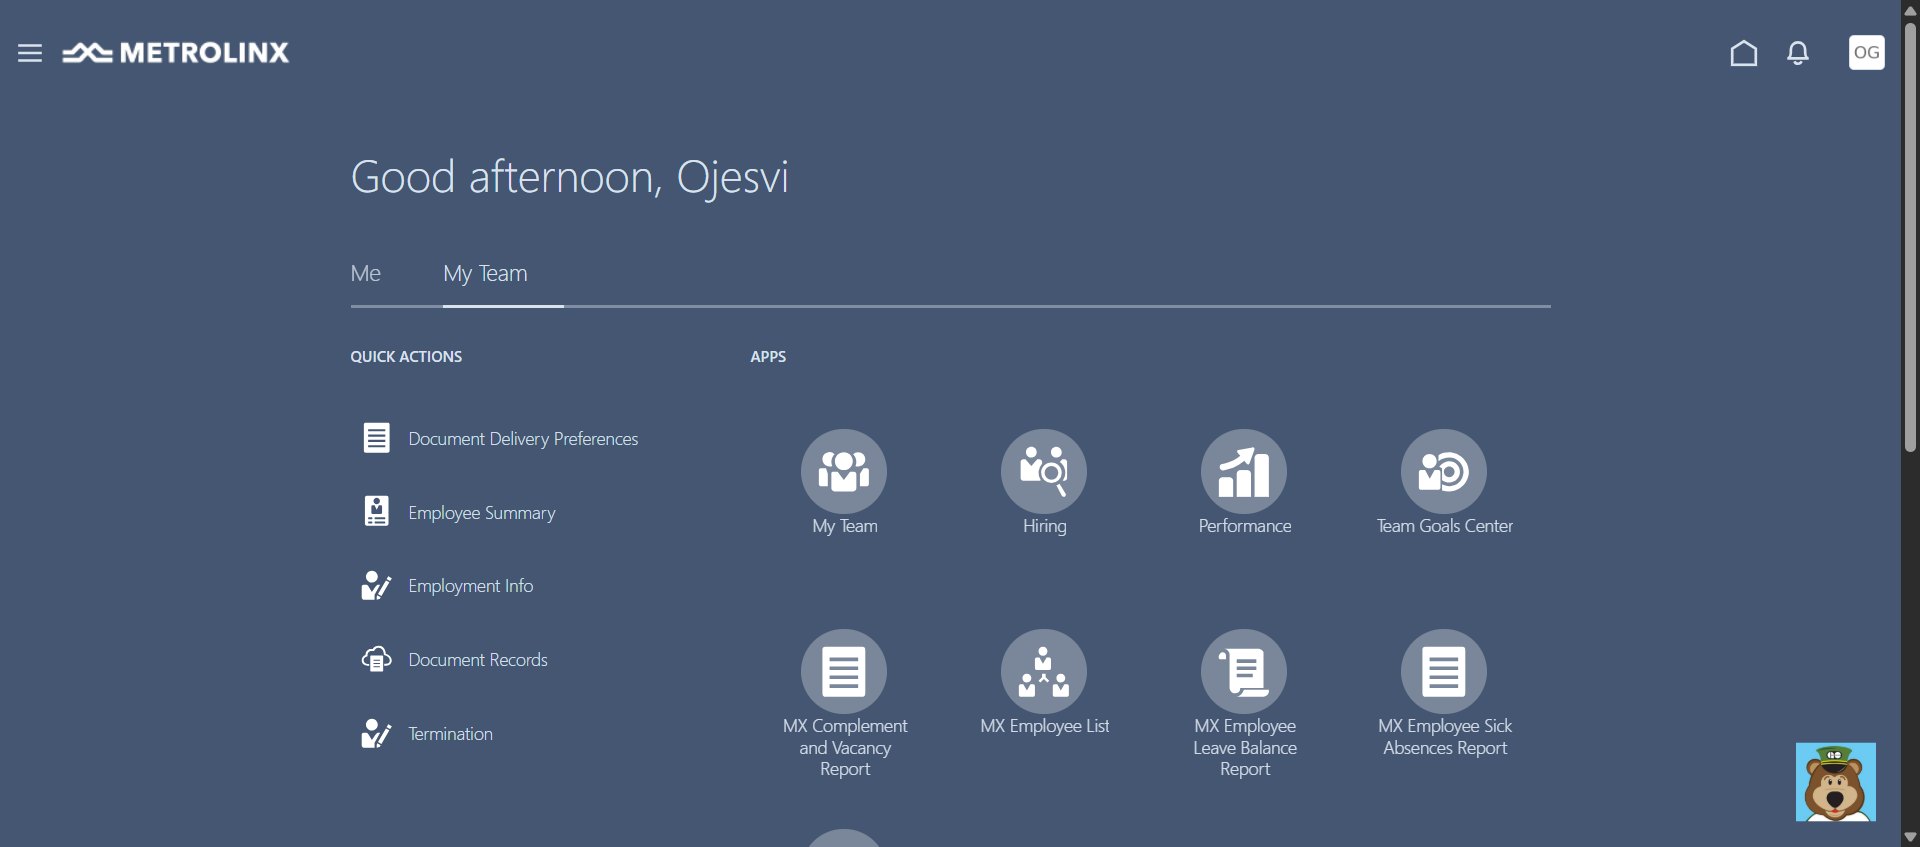 METROLINX
OG
Good afternoon, Ojesvi
Me
My Team
QUICK ACTIONS
Document Delivery Preferences
Employee Summary
Employment Info
Document Records
Termination
APPS
My Team
Hiring
Performance
Team Goals Center
MX Complement
and Vacancy
Report
MX Employee List
MX Employee
Leave Balance
Report
MX Employee Sick
Absences Report